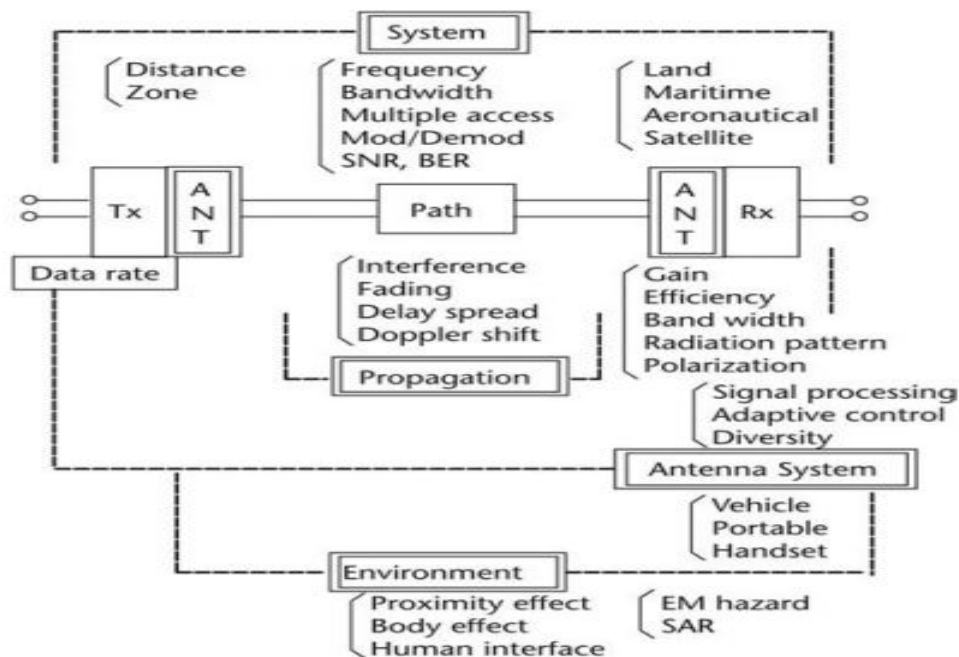 System
Distance
Zone
Frequency
Bandwidth
Multiple access
Mod/Demod
SNR, BER
Land
Maritime
Aeronautical
Satellite
Tx
ANT
Path
ANT
Rx
Data rate
Interference
Fading
Delay spread
Doppler shift
Propagation
Gain
Efficiency
Band width
Radiation pattern
Polarization
Signal processing
Adaptive control
Diversity
Antenna System
Vehicle
Portable
Handset
Environment
Proximity effect
Body effect
Human interface
EM hazard
SAR